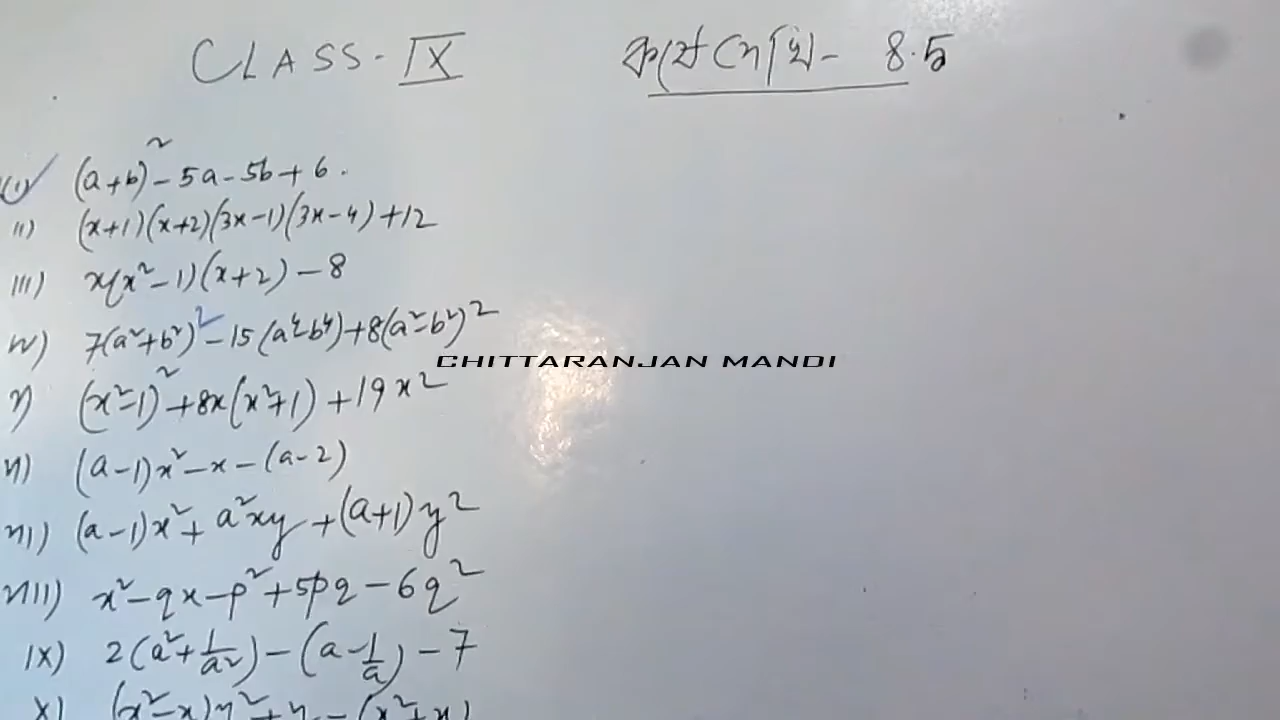 CLASS - IX কষে দেখি - 8.5
(i) (a+b)² - 5a - 5b + 6.
ii) (x+1)(x+2)(3x-1)(3x-4) + 12
iii) x(x²-1)(x+2) - 8
iv) 7(a²+b²)² - 15(a⁴-b⁴) + 8(a²-b²)²
v) (x²-1)² + 8x(x²+1) + 19x²
vi) (a-1)x² - x - (a-2)
vii) (a-1)x² + a²xy + (a+1)y²
viii) x² - qx - p² + 5pq - 6q²
IX) 2(a² + 1/a²) - (a - 1/a) - 7
X) (x²-x)y² + y - (x²+x)
CHITTARANJAN MANDI